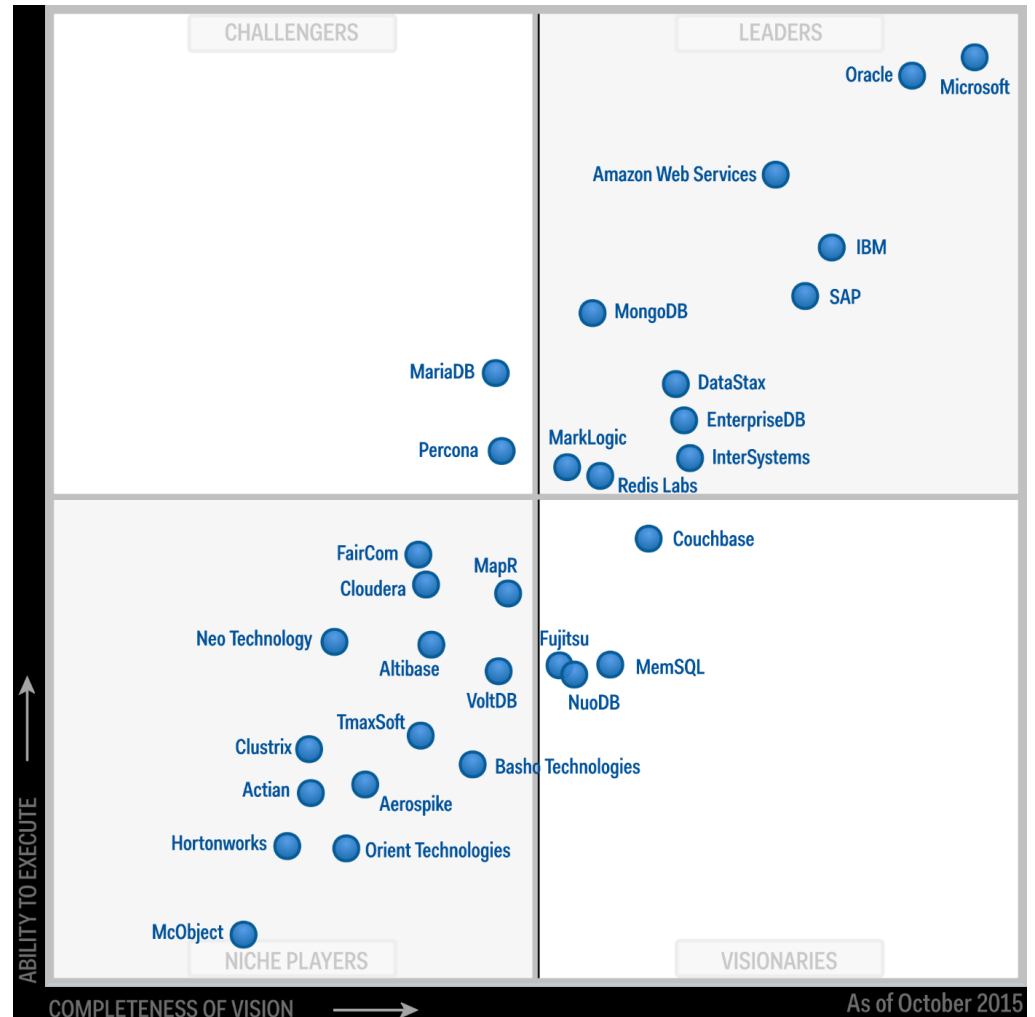 CHALLENGERS
LEADERS
Oracle
Microsoft
Amazon Web Services
IBM
SAP
MongoDB
MariaDB
DataStax
EnterpriseDB
Percona
MarkLogic
InterSystems
Redis Labs
Couchbase
FairCom
MapR
Cloudera
Neo Technology
Fujitsu
Altibase
MemSQL
VoltDB
NuoDB
TmaxSoft
Clustrix
Basho Technologies
Actian
Aerospike
Hortonworks
Orient Technologies
McObject
NICHE PLAYERS
VISIONARIES
ABILITY TO EXECUTE
COMPLETENESS OF VISION
As of October 2015